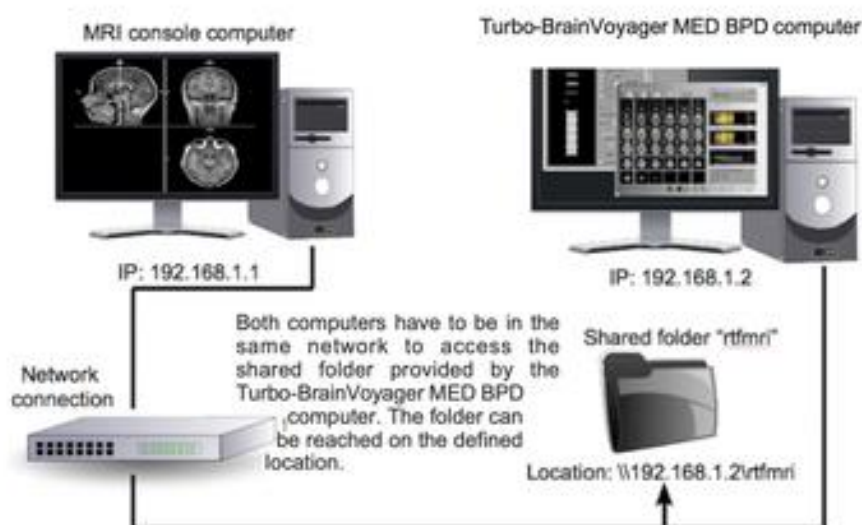 MRI console computer
Turbo-BrainVoyager MED BPD computer
IP: 192.168.1.1
IP: 192.168.1.2
Both computers have to be in the
same network to access the
shared folder provided by the
Turbo-BrainVoyager MED BPD
computer. The folder can
be reached on the defined
location.
Network
connection
Shared folder "rtfmri"
Location: \\192.168.1.2\rtfmri